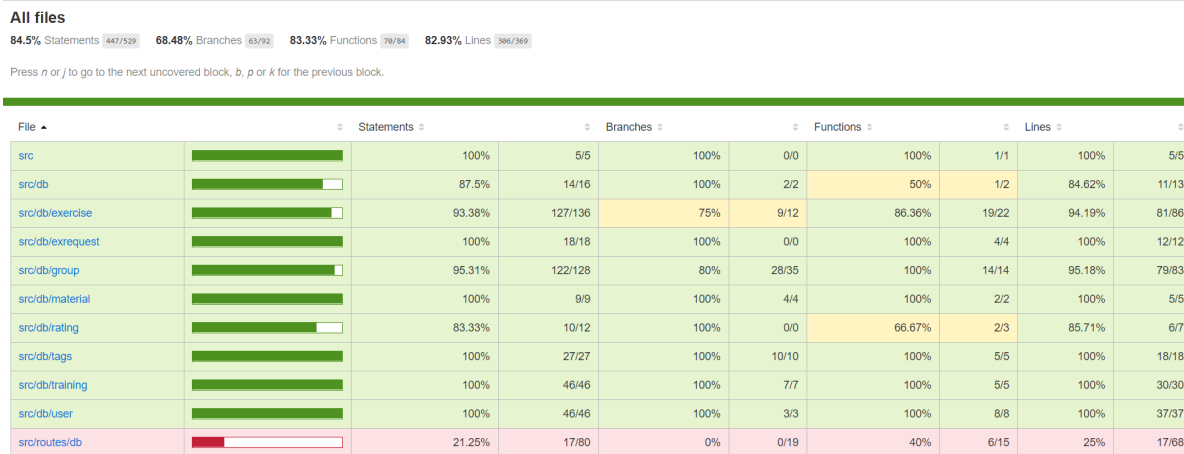 All files
84.5% Statements 447/529 68.48% Branches 63/92 83.33% Functions 70/84 82.93% Lines 306/369
Press n or j to go to the next uncovered block, b, p or k for the previous block.
File Statements Branches Functions Lines
src 100% 5/5 100% 0/0 100% 1/1 100% 5/5
src/db 87.5% 14/16 100% 2/2 50% 1/2 84.62% 11/13
src/db/exercise 93.38% 127/136 75% 9/12 86.36% 19/22 94.19% 81/86
src/db/exrequest 100% 18/18 100% 0/0 100% 4/4 100% 12/12
src/db/group 95.31% 122/128 80% 28/35 100% 14/14 95.18% 79/83
src/db/material 100% 9/9 100% 4/4 100% 2/2 100% 5/5
src/db/rating 83.33% 10/12 100% 0/0 66.67% 2/3 85.71% 6/7
src/db/tags 100% 27/27 100% 10/10 100% 5/5 100% 18/18
src/db/training 100% 46/46 100% 7/7 100% 5/5 100% 30/30
src/db/user 100% 46/46 100% 3/3 100% 8/8 100% 37/37
src/routes/db 21.25% 17/80 0% 0/19 40% 6/15 25% 17/68